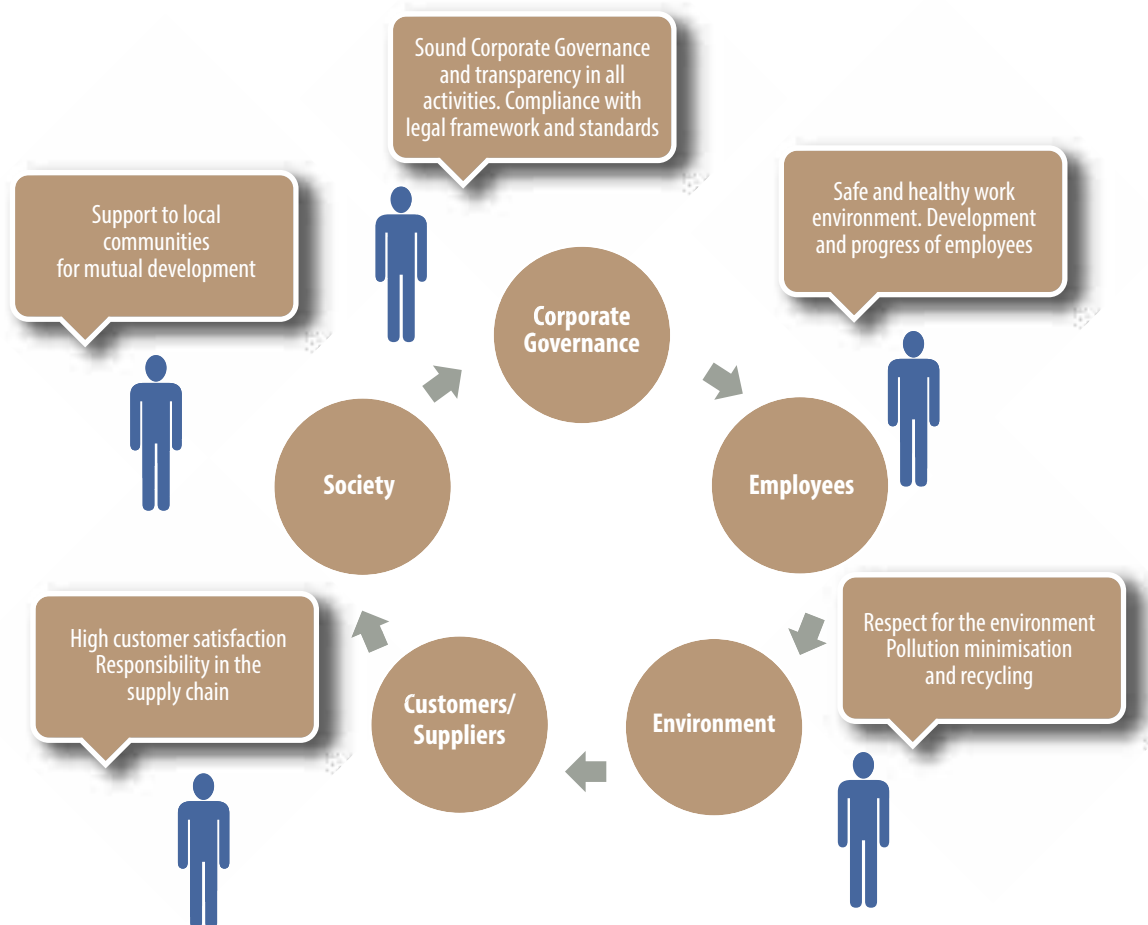 Sound Corporate Governance
and transparency in all
activities. Compliance with
legal framework and standards
Support to local
communities
for mutual development
Safe and healthy work
environment. Development
and progress of employees
Corporate
Governance
Society
Employees
High customer satisfaction
Responsibility in the
supply chain
Respect for the environment
Pollution minimisation
and recycling
Customers/
Suppliers
Environment